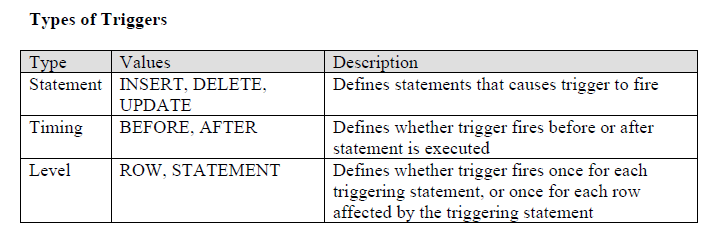 Types of Triggers
Type Values Description
Statement INSERT, DELETE, Defines statements that causes trigger to fire
UPDATE
Timing BEFORE, AFTER Defines whether trigger fires before or after
statement is executed
Level ROW, STATEMENT Defines whether trigger fires once for each
triggering statement, or once for each row
affected by the triggering statement